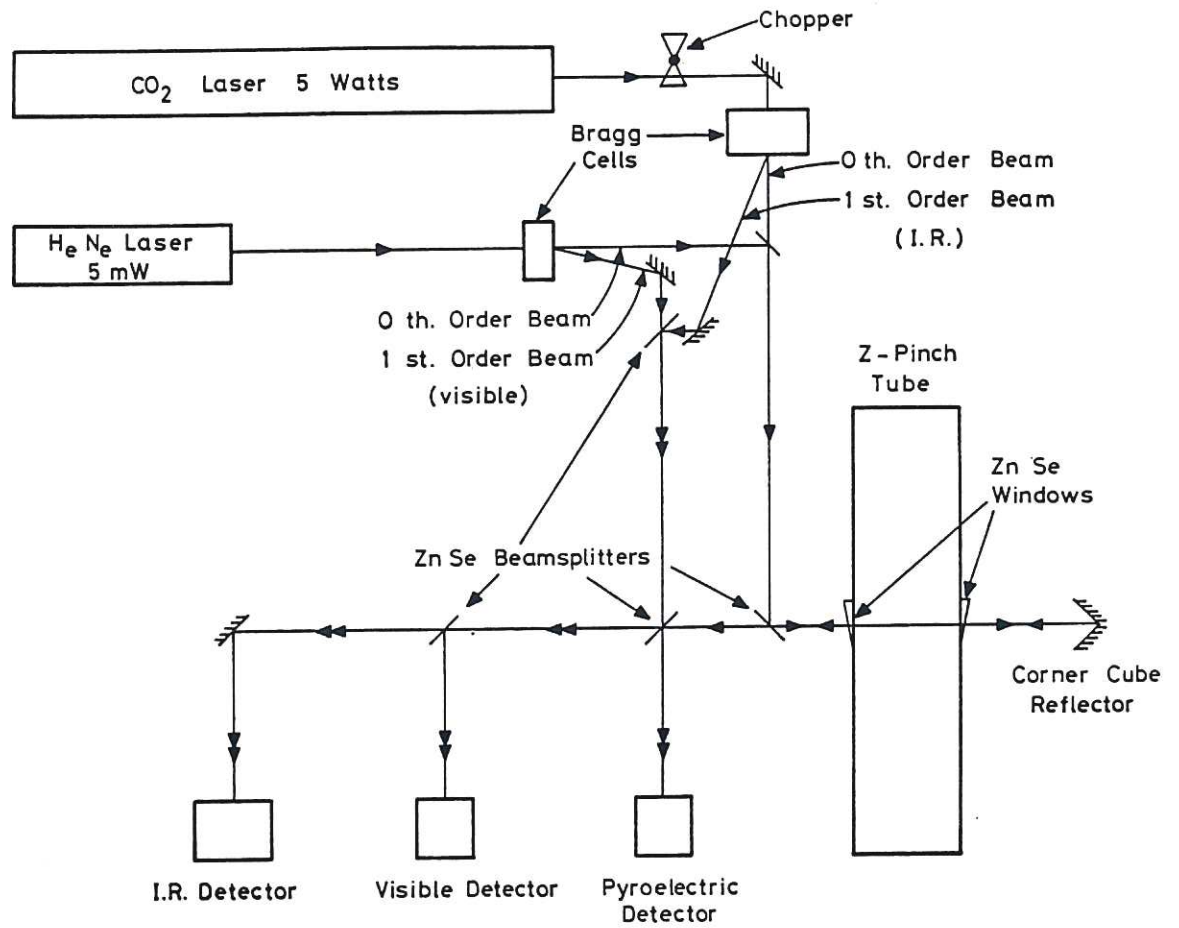 Chopper
CO₂ Laser 5 Watts
Bragg
Cells
0 th. Order Beam
1 st. Order Beam
(I.R.)
HeNe Laser
5 mW
0 th. Order Beam
1 st. Order Beam
(visible)
Z-Pinch
Tube
Zn Se
Windows
Zn Se Beamsplitters
Corner Cube
Reflector
I.R. Detector
Visible Detector
Pyroelectric
Detector